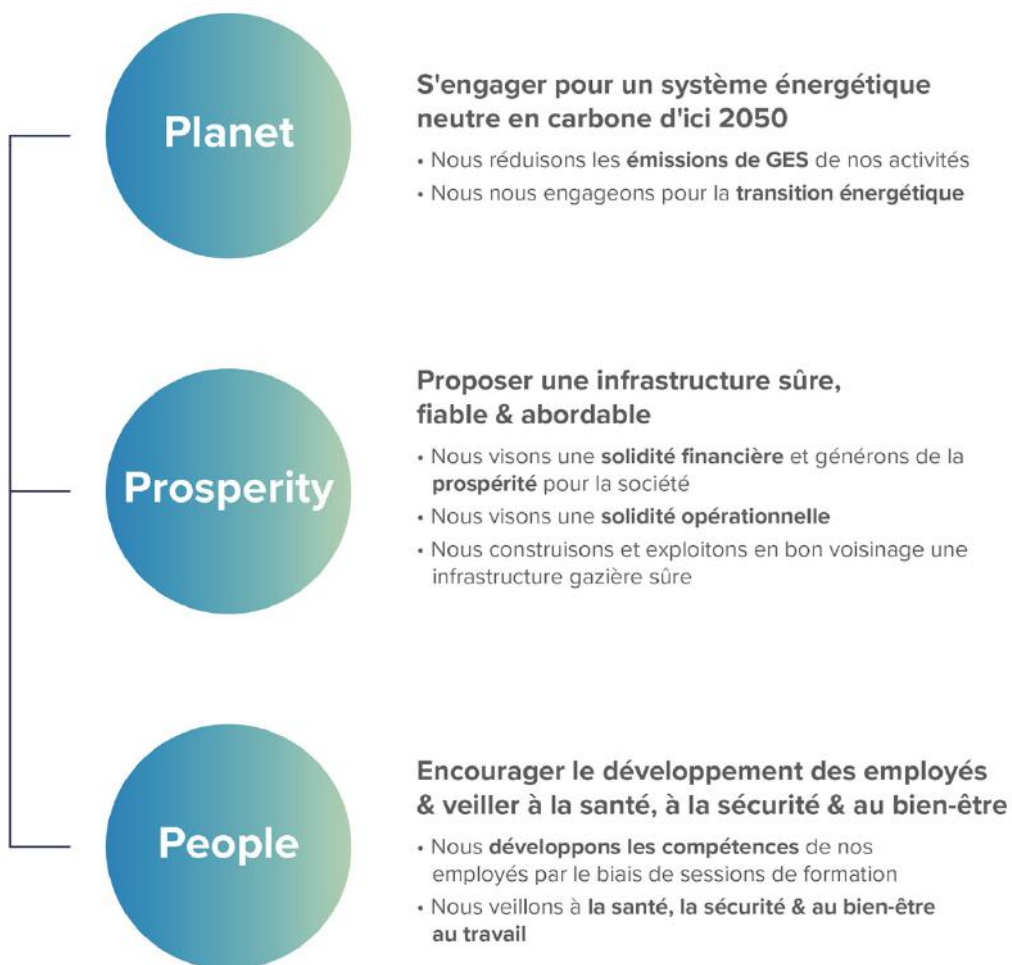 Planet
S'engager pour un système énergétique
neutre en carbone d'ici 2050
• Nous réduisons les émissions de GES de nos activités
• Nous nous engageons pour la transition énergétique
Prosperity
Proposer une infrastructure sûre,
fiable & abordable
• Nous visons une solidité financière et générons de la
prospérité pour la société
• Nous visons une solidité opérationnelle
• Nous construisons et exploitons en bon voisinage une
infrastructure gazière sûre
People
Encourager le développement des employés
& veiller à la santé, à la sécurité & au bien-être
• Nous développons les compétences de nos
employés par le biais de sessions de formation
• Nous veillons à la santé, la sécurité & au bien-être
au travail